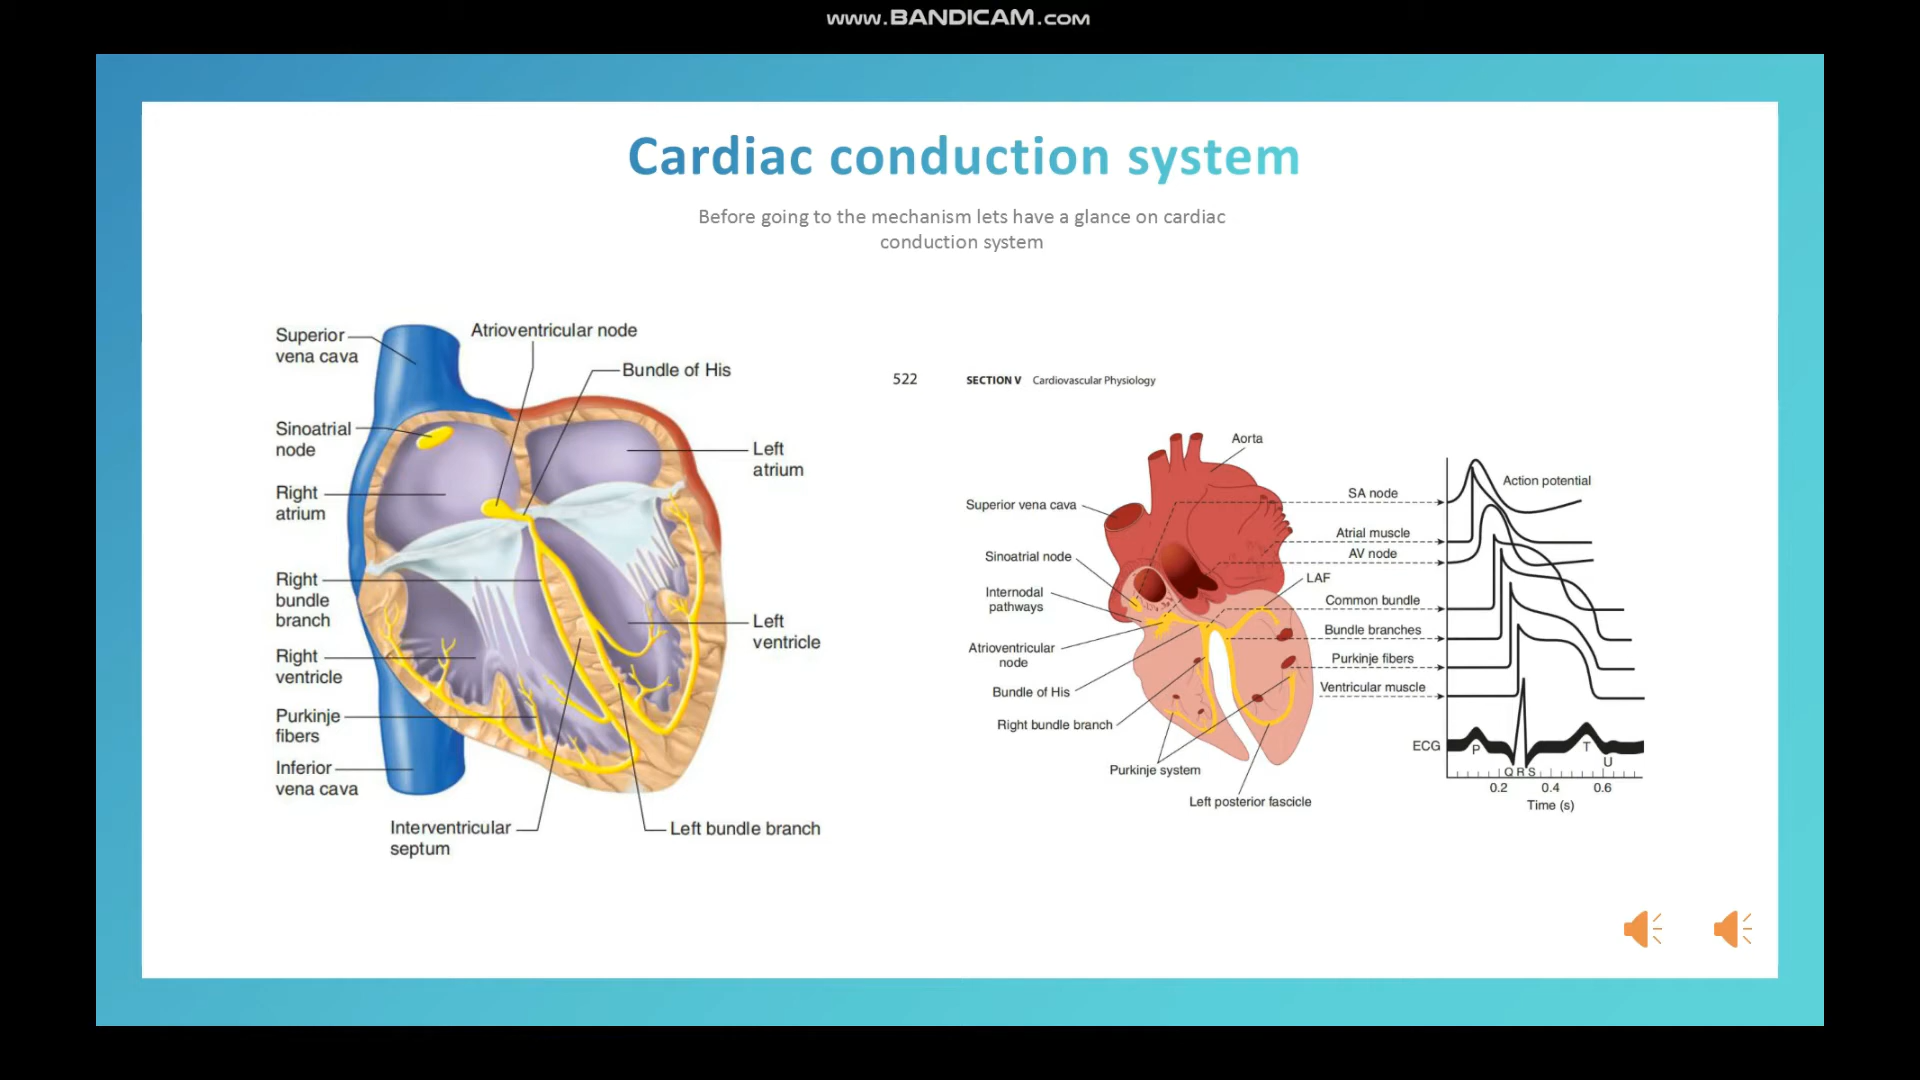 www.BANDICAM.com
Cardiac conduction system
Before going to the mechanism lets have a glance on cardiac
conduction system
Superior
vena cava
Atrioventricular node
Bundle of His
Sinoatrial
node
Left
atrium
Right
atrium
Right
bundle
branch
Left
ventricle
Right
ventricle
Purkinje
fibers
Inferior
vena cava
Interventricular
septum
Left bundle branch
522 SECTION V Cardiovascular Physiology
Aorta
Superior vena cava
Sinoatrial node
Internodal
pathways
Atrioventricular
node
Bundle of His
Right bundle branch
Purkinje system
Left posterior fascicle
LAF
SA node
Atrial muscle
AV node
Common bundle
Bundle branches
Purkinje fibers
Ventricular muscle
Action potential
ECG
P
Q R S
T
U
0.2 0.4 0.6
Time (s)